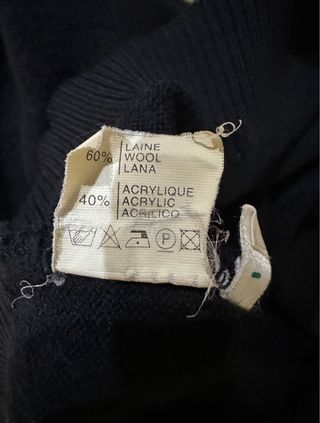 60% LAINE
WOOL
LANA
40% ACRYLIQUE
ACRYLIC
ACRILICO
P